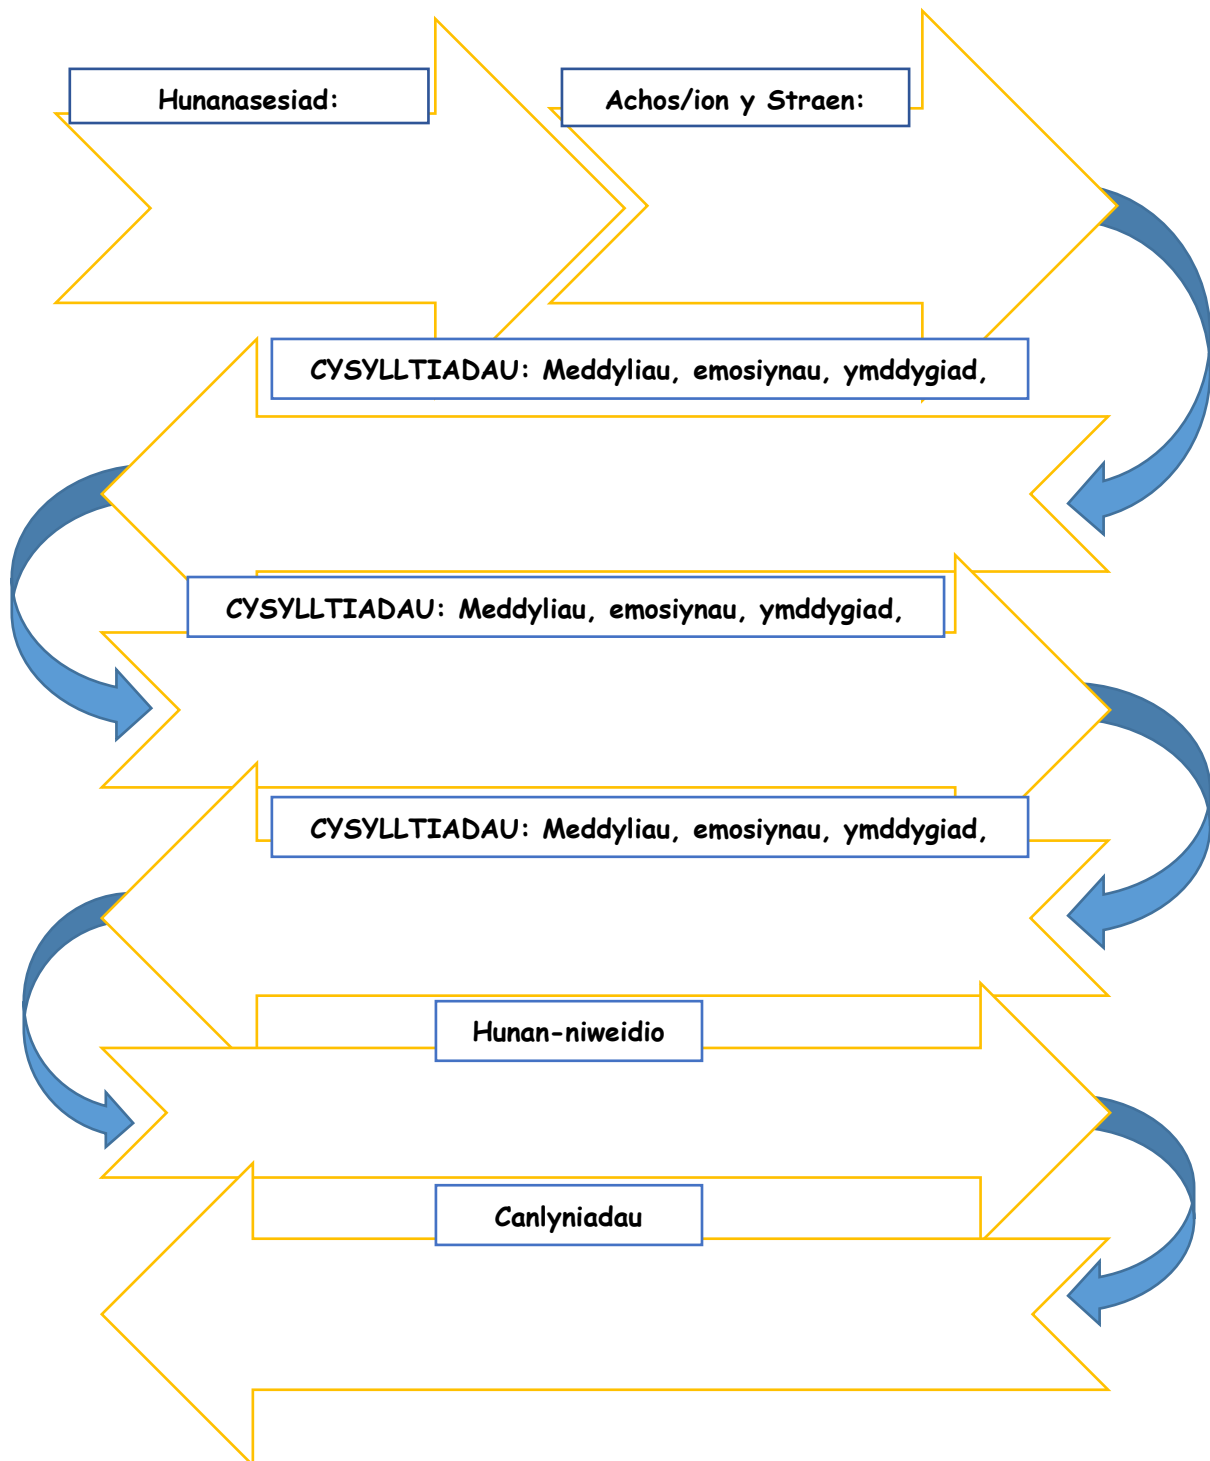 Hunanasesiad:
Achos/ion y Straen:
CYSYLLTIADAU: Meddyliau, emosiynau, ymddygiad,
CYSYLLTIADAU: Meddyliau, emosiynau, ymddygiad,
CYSYLLTIADAU: Meddyliau, emosiynau, ymddygiad,
Hunan-niweidio
Canlyniadau